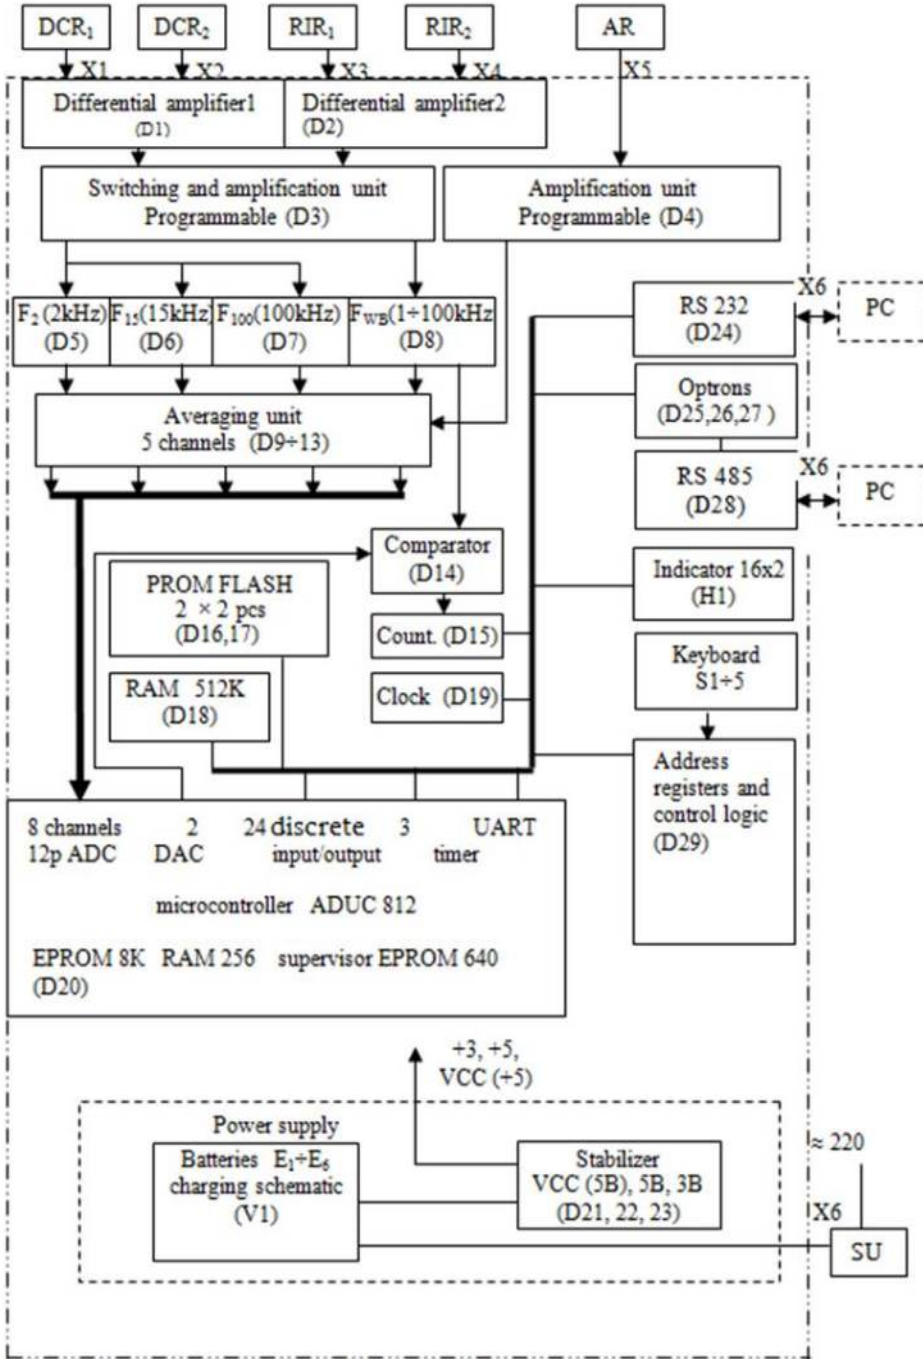 DCR₁ DCR₂ RIR₁ RIR₂ AR
X1 X2 X3 X4 X5
Differential amplifier1
(D1)
Differential amplifier2
(D2)
Switching and amplification unit
Programmable (D3)
Amplification unit
Programmable (D4)
F₂ (2kHz)
(D5)
F₁₅(15kHz)
(D6)
F₁₀₀(100kHz)
(D7)
F_WB(1÷100kHz
(D8)
RS 232
(D24)
X6
PC
Averaging unit
5 channels (D9÷13)
Optrons
(D25,26,27 )
RS 485
(D28)
X6
PC
Comparator
(D14)
PROM FLASH
2 × 2 pcs
(D16,17)
Indicator 16x2
(H1)
Count. (D15)
Keyboard
S1÷5
RAM 512K
(D18)
Clock (D19)
Address
registers and
control logic
(D29)
8 channels 2 24 discrete 3 UART
12p ADC DAC input/output timer
microcontroller ADUC 812
EPROM 8K RAM 256 supervisor EPROM 640
(D20)
+3, +5,
VCC (+5)
Power supply
Batteries E₁÷E₆
charging schematic
(V1)
Stabilizer
VCC (5B), 5B, 3B
(D21, 22, 23)
≈ 220
X6
SU